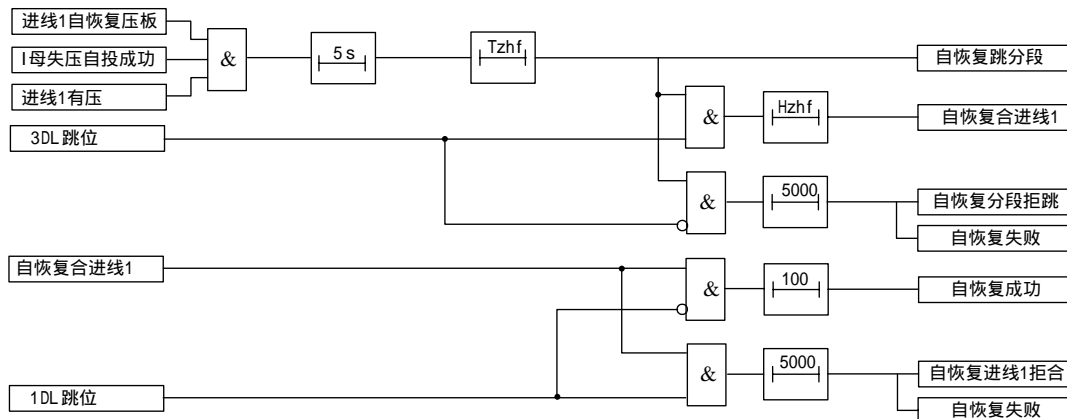 进线1自恢复压板
I母失压自投成功
进线1有压
&
5s
Tzhf
自恢复跳分段
3DL跳位
&
Hzhf
自恢复合进线1
&
5000
自恢复分段拒跳
自恢复失败
自恢复合进线1
&
100
自恢复成功
1DL跳位
&
5000
自恢复进线1拒合
自恢复失败